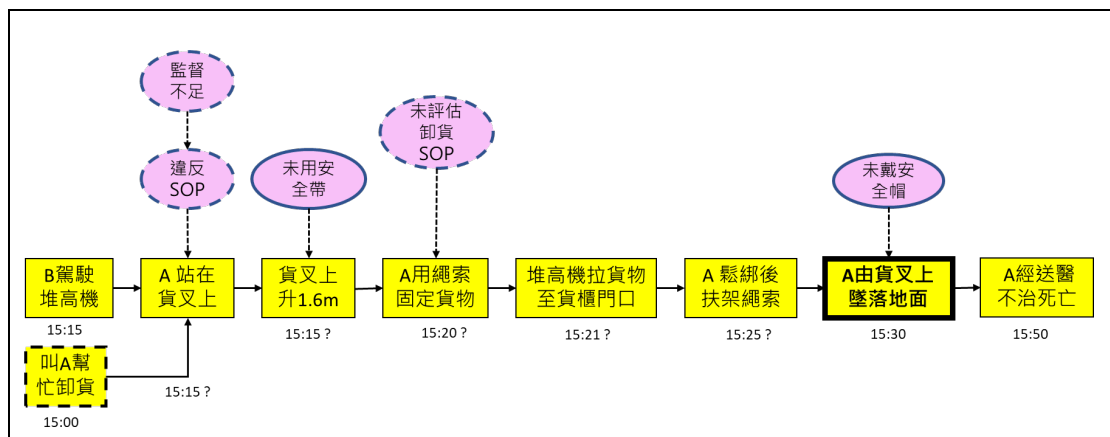 監督
不足
違反
SOP
未用安
全帶
未評估
卸貨
SOP
未戴安
全帽
B駕駛
堆高機
15:15
A 站在
貨叉上
15:15 ?
貨叉上
升1.6m
15:15 ?
A用繩索
固定貨物
15:20 ?
堆高機拉貨物
至貨櫃門口
15:21 ?
A 鬆綁後
扶架繩索
15:25 ?
A由貨叉上
墜落地面
15:30
A經送醫
不治死亡
15:50
叫A幫
忙卸貨
15:00